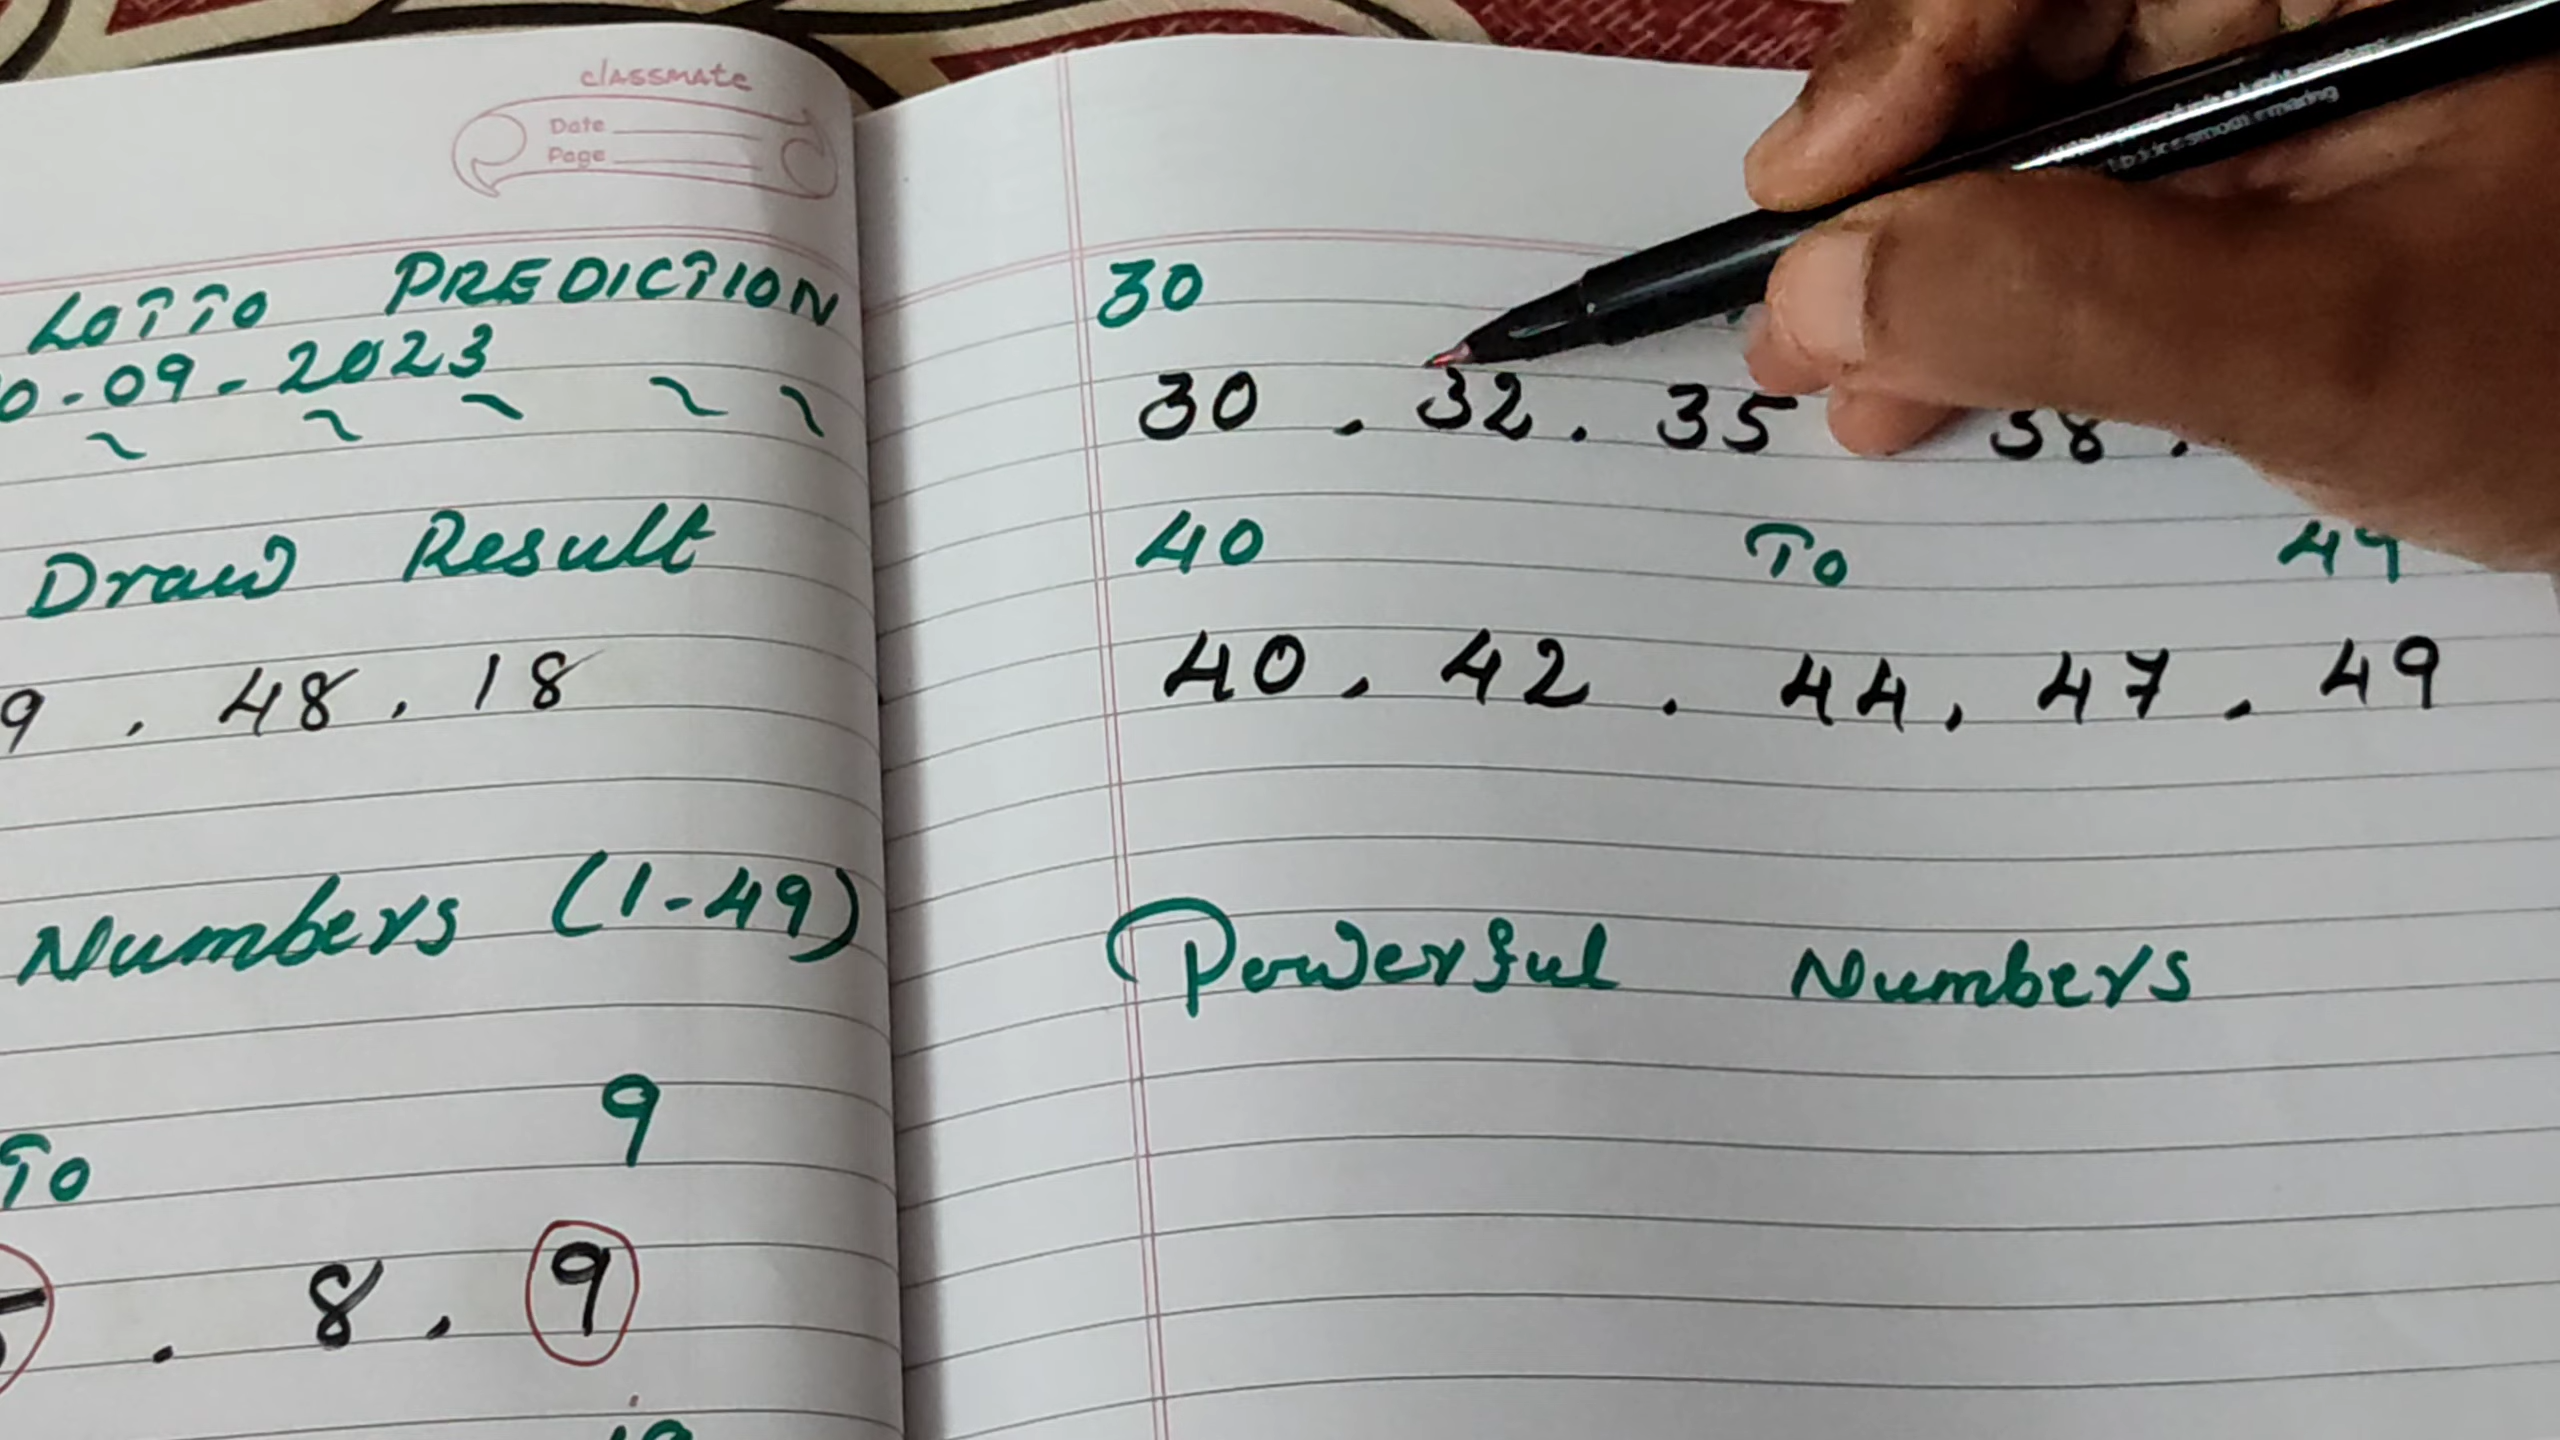 classmate
Date
Page
LOTTO PREDICTION
0-09-2023
Draw Result
9 . 48 . 18
Numbers (1-49)
To 9
. 8 . 9
30
30 . 32 . 35 38 .
40 To 49
40 . 42 . 44 . 47 . 49
Powerful Numbers